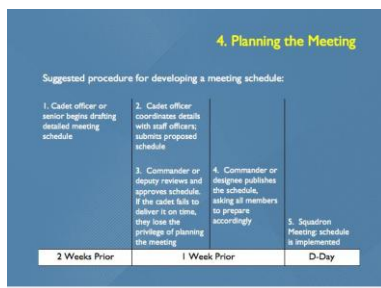 4. Planning the Meeting
Suggested procedure for developing a meeting schedule:
1. Cadet officer or
senior begins drafting
detailed meeting
schedule
2. Cadet officer
coordinates details
with staff officers;
submits proposed
schedule
3. Commander or
deputy reviews and
approves schedule.
If the cadet fails to
deliver it on time,
they lose the
privilege of planning
the meeting
4. Commander or
designee publishes
the schedule,
asking all members
to prepare
accordingly
5. Squadron
Meeting: schedule
is implemented
2 Weeks Prior
1 Week Prior
D-Day